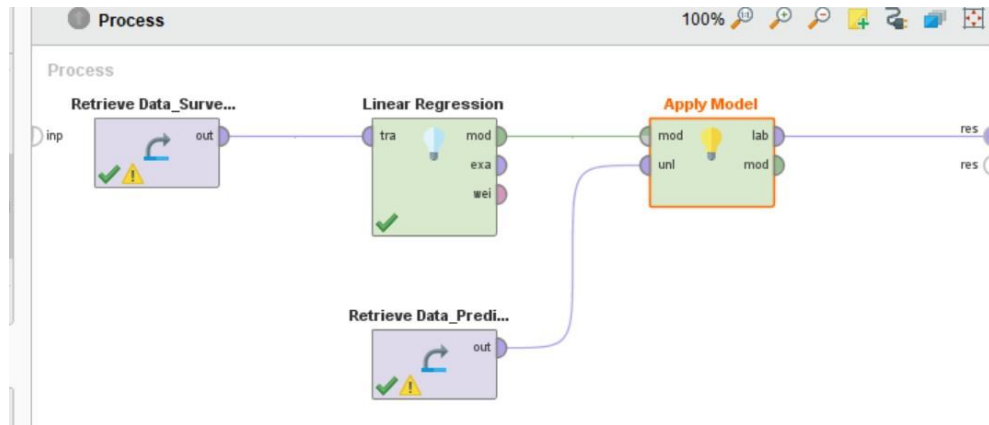 Process
100%
Process
Retrieve Data_Surve...
Linear Regression
Apply Model
inp
out
tra
mod
exa
wei
mod
unl
lab
mod
res
res
Retrieve Data_Predi...
out